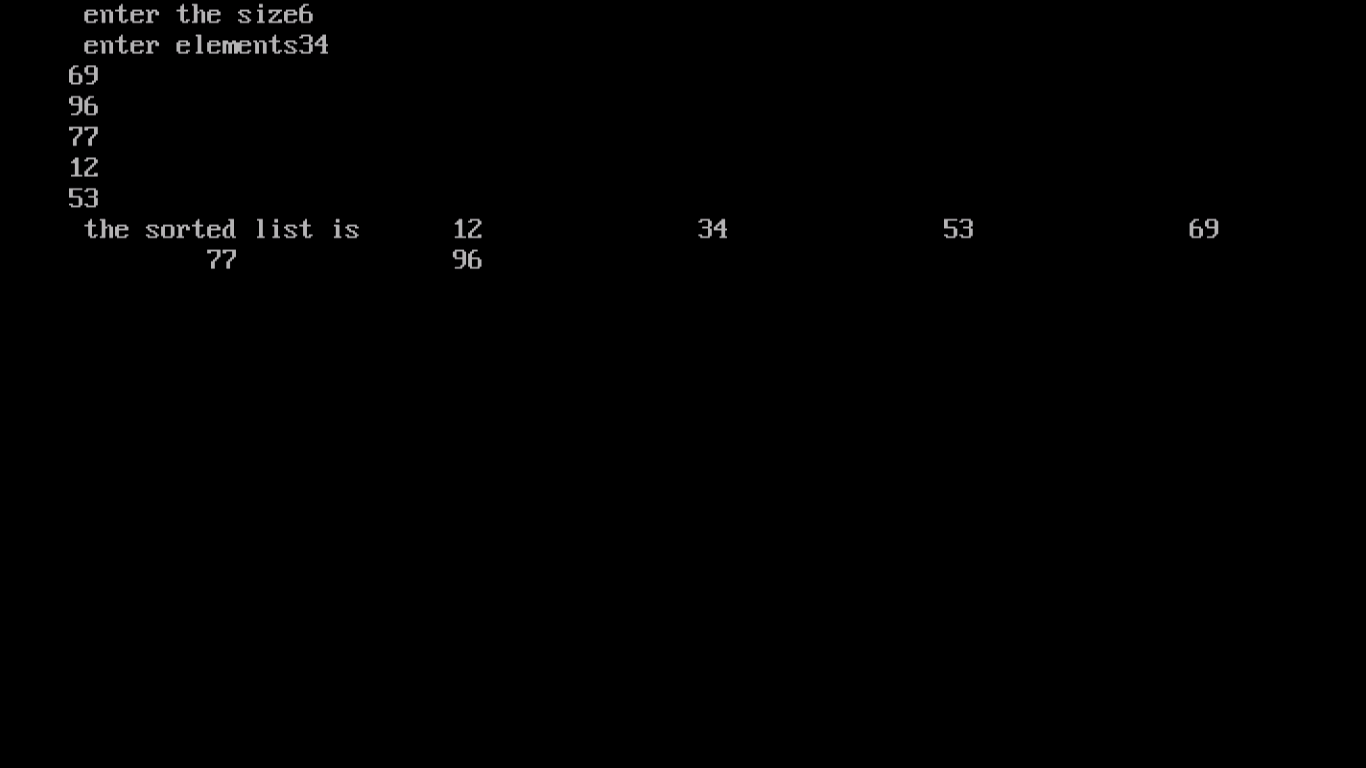 enter the size6
enter elements34
69
96
77
12
53
the sorted list is 12 34 53 69
77 96